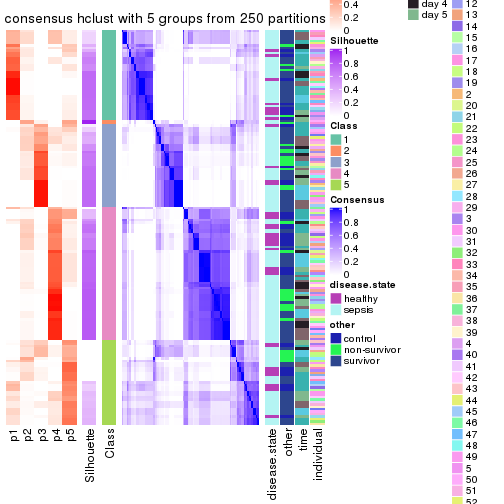 consensus hclust with 5 groups from 250 partitions
0.4
0.2
0
Silhouette
1
0.8
0.6
0.4
0.2
0
Class
1
2
3
4
5
Consensus
1
0.8
0.6
0.4
0.2
0
disease.state
healthy
sepsis
other
control
non-survivor
survivor
day 4
day 5
12
13
14
15
16
17
18
19
2
20
21
22
23
24
25
26
27
28
29
3
30
31
32
33
34
35
36
37
38
39
4
40
41
42
43
44
45
46
47
48
49
5
50
51
52
p1
p2
p3
p4
p5
Silhouette
Class
disease.state
other
time
individual